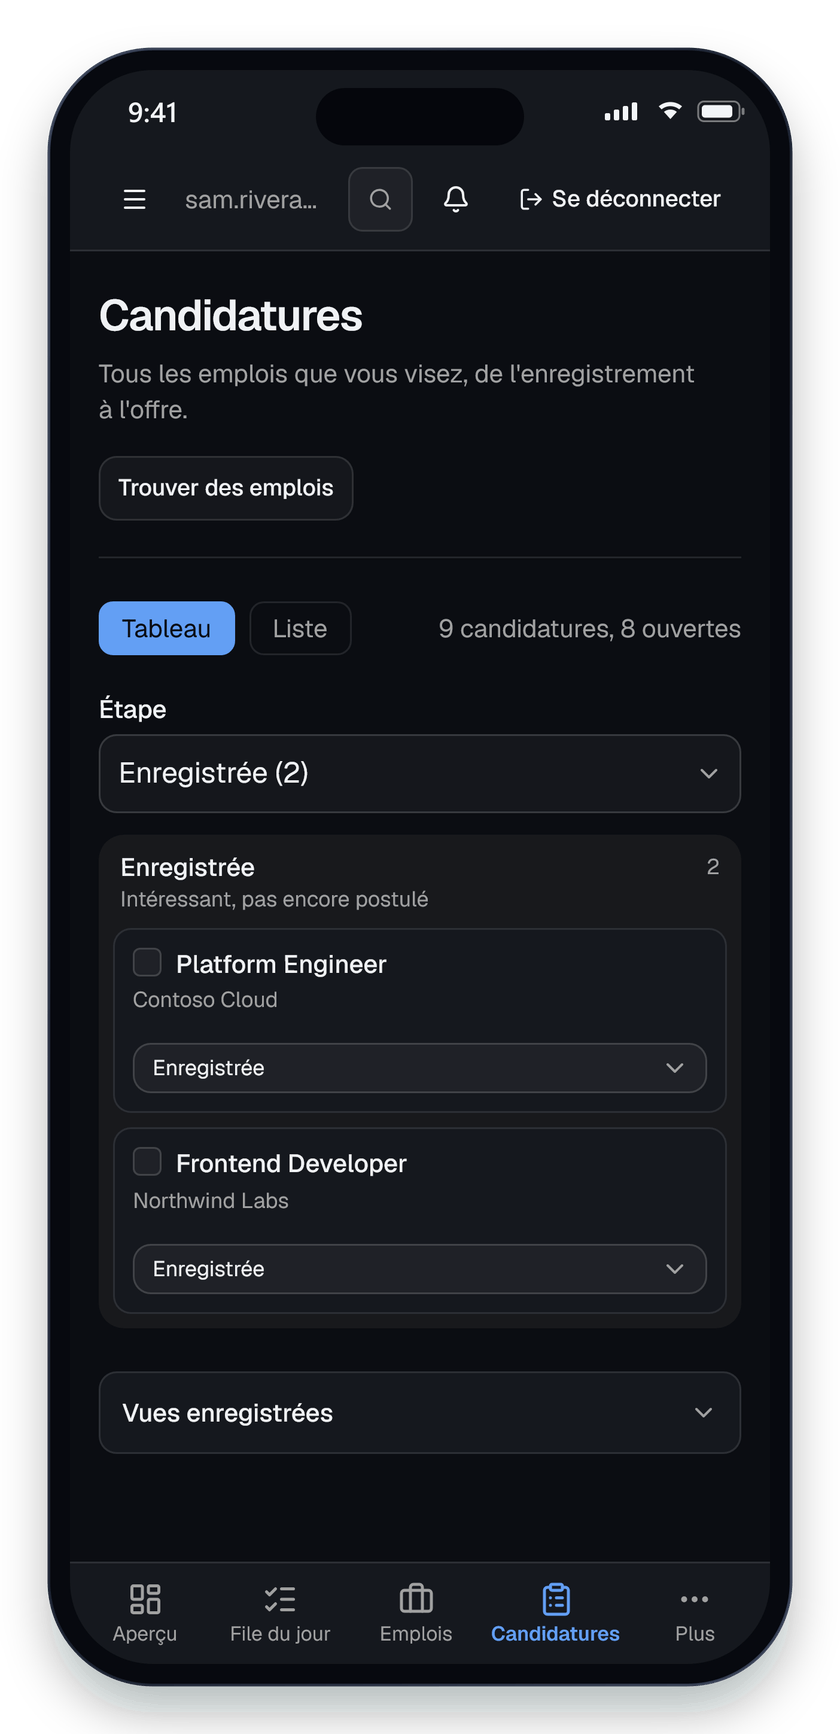 9:41
sam.rivera...
Se déconnecter
Candidatures
Tous les emplois que vous visez, de l'enregistrement
à l'offre.
Trouver des emplois
Tableau
Liste
9 candidatures, 8 ouvertes
Étape
Enregistrée (2)
Enregistrée
2
Intéressant, pas encore postulé
Platform Engineer
Contoso Cloud
Enregistrée
Frontend Developer
Northwind Labs
Enregistrée
Vues enregistrées
Aperçu
File du jour
Emplois
Candidatures
Plus